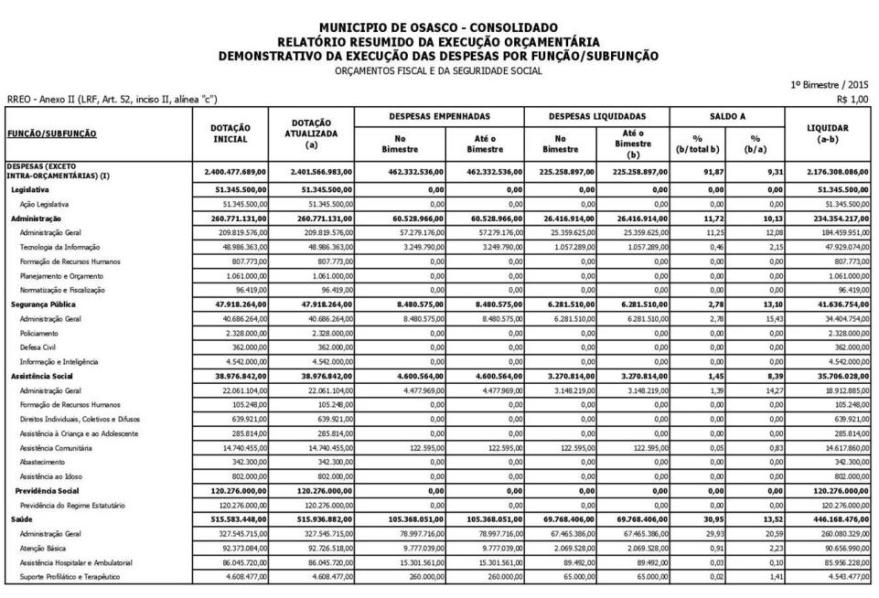 MUNICIPIO DE OSASCO - CONSOLIDADO
RELATÓRIO RESUMIDO DA EXECUÇÃO ORÇAMENTÁRIA
DEMONSTRATIVO DA EXECUÇÃO DAS DESPESAS POR FUNÇÃO/SUBFUNÇÃO
ORÇAMENTOS FISCAL E DA SEGURIDADE SOCIAL
1º Bimestre / 2015
RREO - Anexo II (LRF, Art. 52, inciso II, alínea "c") R$ 1,00
FUNÇÃO/SUBFUNÇÃO DOTAÇÃO INICIAL DOTAÇÃO ATUALIZADA (a) DESPESAS EMPENHADAS DESPESAS LIQUIDADAS SALDO A LIQUIDAR (a-b)
No Bimestre Até o Bimestre No Bimestre Até o Bimestre (b) % (b/total b) % (b/a)
DESPESAS (EXCETO
INTRA-ORÇAMENTÁRIAS) (I) 2.400.477.689,00 2.401.566.983,00 462.332.536,00 462.332.536,00 225.258.897,00 225.258.897,00 91,87 9,31 2.176.308.086,00
Legislativa 51.345.500,00 51.345.500,00 0,00 0,00 0,00 0,00 0,00 0,00 51.345.500,00
Ação Legislativa 51.345.500,00 51.345.500,00 0,00 0,00 0,00 0,00 0,00 0,00 51.345.500,00
Administração 260.771.131,00 260.771.131,00 60.528.966,00 60.528.966,00 26.416.914,00 26.416.914,00 11,72 10,13 234.354.217,00
Administração Geral 209.819.576,00 209.819.576,00 57.279.176,00 57.279.176,00 25.359.625,00 25.359.625,00 11,25 12,08 184.459.951,00
Tecnologia da Informação 48.986.363,00 48.986.363,00 3.249.790,00 3.249.790,00 1.057.289,00 1.057.289,00 0,46 2,15 47.929.074,00
Formação de Recursos Humanos 807.773,00 807.773,00 0,00 0,00 0,00 0,00 0,00 0,00 807.773,00
Planejamento e Orçamento 1.061.000,00 1.061.000,00 0,00 0,00 0,00 0,00 0,00 0,00 1.061.000,00
Normatização e Fiscalização 96.419,00 96.419,00 0,00 0,00 0,00 0,00 0,00 0,00 96.419,00
Segurança Pública 47.918.264,00 47.918.264,00 8.480.575,00 8.480.575,00 6.281.510,00 6.281.510,00 2,78 13,10 41.636.754,00
Administração Geral 40.686.264,00 40.686.264,00 8.480.575,00 8.480.575,00 6.281.510,00 6.281.510,00 2,78 15,43 34.404.754,00
Policiamento 2.328.000,00 2.328.000,00 0,00 0,00 0,00 0,00 0,00 0,00 2.328.000,00
Defesa Civil 362.000,00 362.000,00 0,00 0,00 0,00 0,00 0,00 0,00 362.000,00
Informação e Inteligência 4.542.000,00 4.542.000,00 0,00 0,00 0,00 0,00 0,00 0,00 4.542.000,00
Assistência Social 38.976.842,00 38.976.842,00 4.600.564,00 4.600.564,00 3.270.814,00 3.270.814,00 1,45 8,39 35.706.028,00
Administração Geral 22.061.104,00 22.061.104,00 4.477.969,00 4.477.969,00 3.148.219,00 3.148.219,00 1,39 14,27 18.912.885,00
Formação de Recursos Humanos 105.248,00 105.248,00 0,00 0,00 0,00 0,00 0,00 0,00 105.248,00
Direitos Individuais, Coletivos e Difusos 639.921,00 639.921,00 0,00 0,00 0,00 0,00 0,00 0,00 639.921,00
Assistência à Criança e ao Adolescente 285.814,00 285.814,00 0,00 0,00 0,00 0,00 0,00 0,00 285.814,00
Assistência Comunitária 14.740.455,00 14.740.455,00 122.595,00 122.595,00 122.595,00 122.595,00 0,05 0,83 14.617.860,00
Abastecimento 342.300,00 342.300,00 0,00 0,00 0,00 0,00 0,00 0,00 342.300,00
Assistência ao Idoso 802.000,00 802.000,00 0,00 0,00 0,00 0,00 0,00 0,00 802.000,00
Previdência Social 120.276.000,00 120.276.000,00 0,00 0,00 0,00 0,00 0,00 0,00 120.276.000,00
Previdência do Regime Estatutário 120.276.000,00 120.276.000,00 0,00 0,00 0,00 0,00 0,00 0,00 120.276.000,00
Saúde 515.583.448,00 515.936.882,00 105.368.051,00 105.368.051,00 69.768.406,00 69.768.406,00 30,95 13,52 446.168.476,00
Administração Geral 327.545.715,00 327.545.715,00 78.997.716,00 78.997.716,00 67.465.386,00 67.465.386,00 29,93 20,59 260.080.329,00
Atenção Básica 92.373.084,00 92.726.518,00 9.777.039,00 9.777.039,00 2.069.528,00 2.069.528,00 0,91 2,23 90.656.990,00
Assistência Hospitalar e Ambulatorial 86.045.720,00 86.045.720,00 15.301.561,00 15.301.561,00 89.492,00 89.492,00 0,03 0,10 85.956.228,00
Suporte Profilático e Terapêutico 4.608.477,00 4.608.477,00 260.000,00 260.000,00 65.000,00 65.000,00 0,02 1,41 4.543.477,00